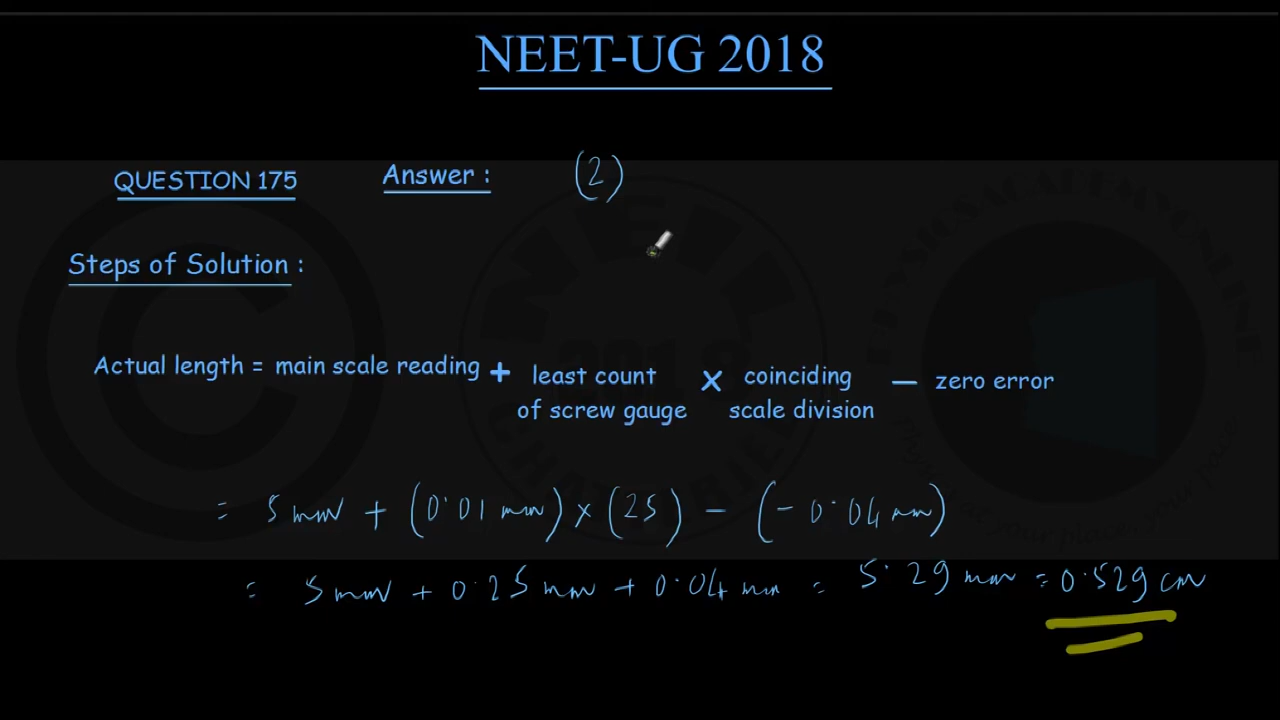 NEET-UG 2018
QUESTION 175 Answer : (2)
Steps of Solution :
Actual length = main scale reading + least count of screw gauge × coinciding scale division − zero error
= 5 mm + (0.01 mm) × (25) − (−0.04 mm)
= 5 mm + 0.25 mm + 0.04 mm = 5.29 mm = 0.529 cm